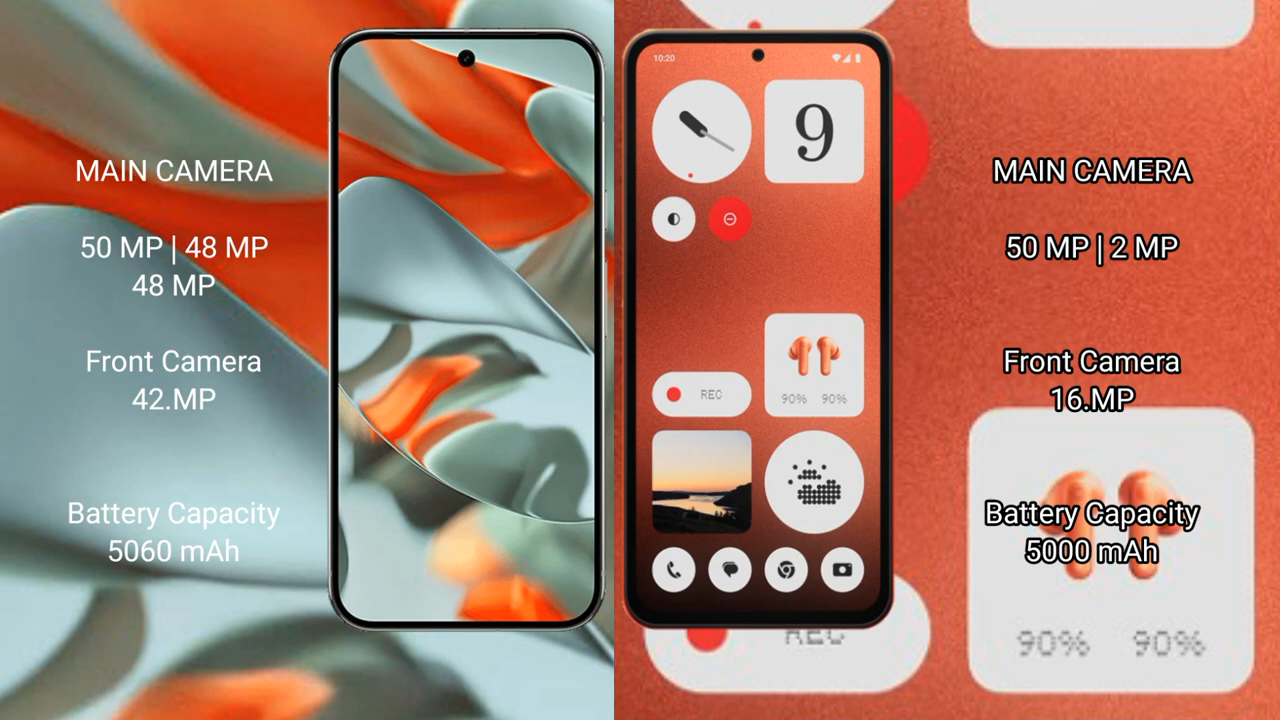 MAIN CAMERA
50 MP | 48 MP
48 MP
Front Camera
42.MP
Battery Capacity
5060 mAh
10:20
9
REC
90% 90%
MAIN CAMERA
50 MP | 2 MP
Front Camera
16.MP
Battery Capacity
5000 mAh
REC
90% 90%